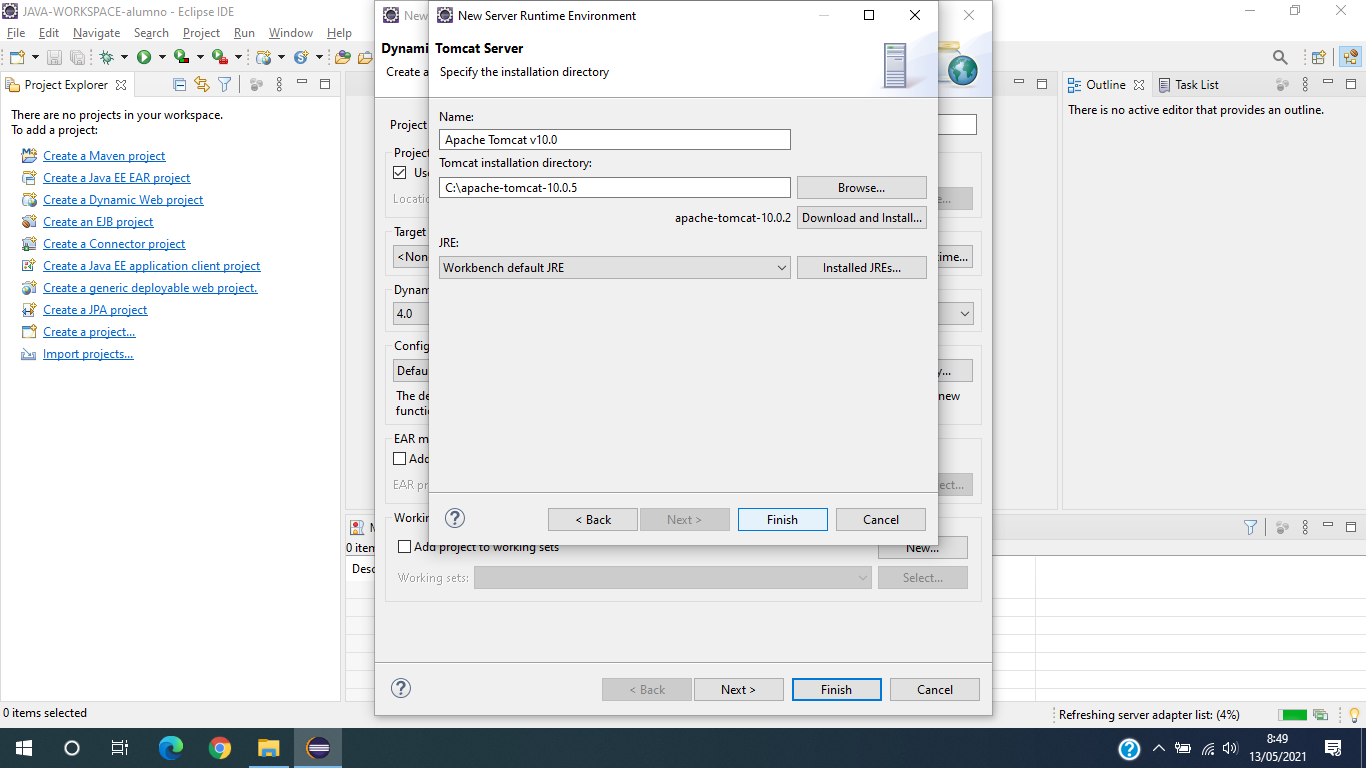 JAVA-WORKSPACE-alumno - Eclipse IDE
File Edit Navigate Search Project Run Window Help
Project Explorer
There are no projects in your workspace.
To add a project:
Create a Maven project
Create a Java EE EAR project
Create a Dynamic Web project
Create an EJB project
Create a Connector project
Create a Java EE application client project
Create a generic deployable web project.
Create a JPA project
Create a project...
Import projects...
0 items selected
New
Dynami
Create a
Project
Project
Use
Locatio
Target
<Non
ime...
Dynam
4.0
Config
Defau
y...
The de
new
functi
EAR m
Add
EAR pr
ect...
Workin
Add project to working sets
New...
Working sets:
Select...
< Back
Next >
Finish
Cancel
New Server Runtime Environment
Tomcat Server
Specify the installation directory
Name:
Apache Tomcat v10.0
Tomcat installation directory:
C:\apache-tomcat-10.0.5
Browse...
apache-tomcat-10.0.2
Download and Install...
JRE:
Workbench default JRE
Installed JREs...
< Back
Next >
Finish
Cancel
Outline
Task List
There is no active editor that provides an outline.
0 iten
Desc
Refreshing server adapter list: (4%)
8:49
13/05/2021